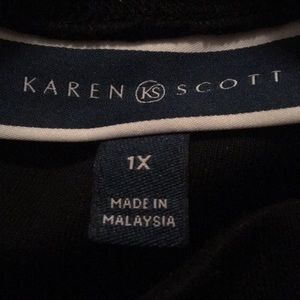 KAREN KS SCOTT
1X
MADE IN
MALAYSIA